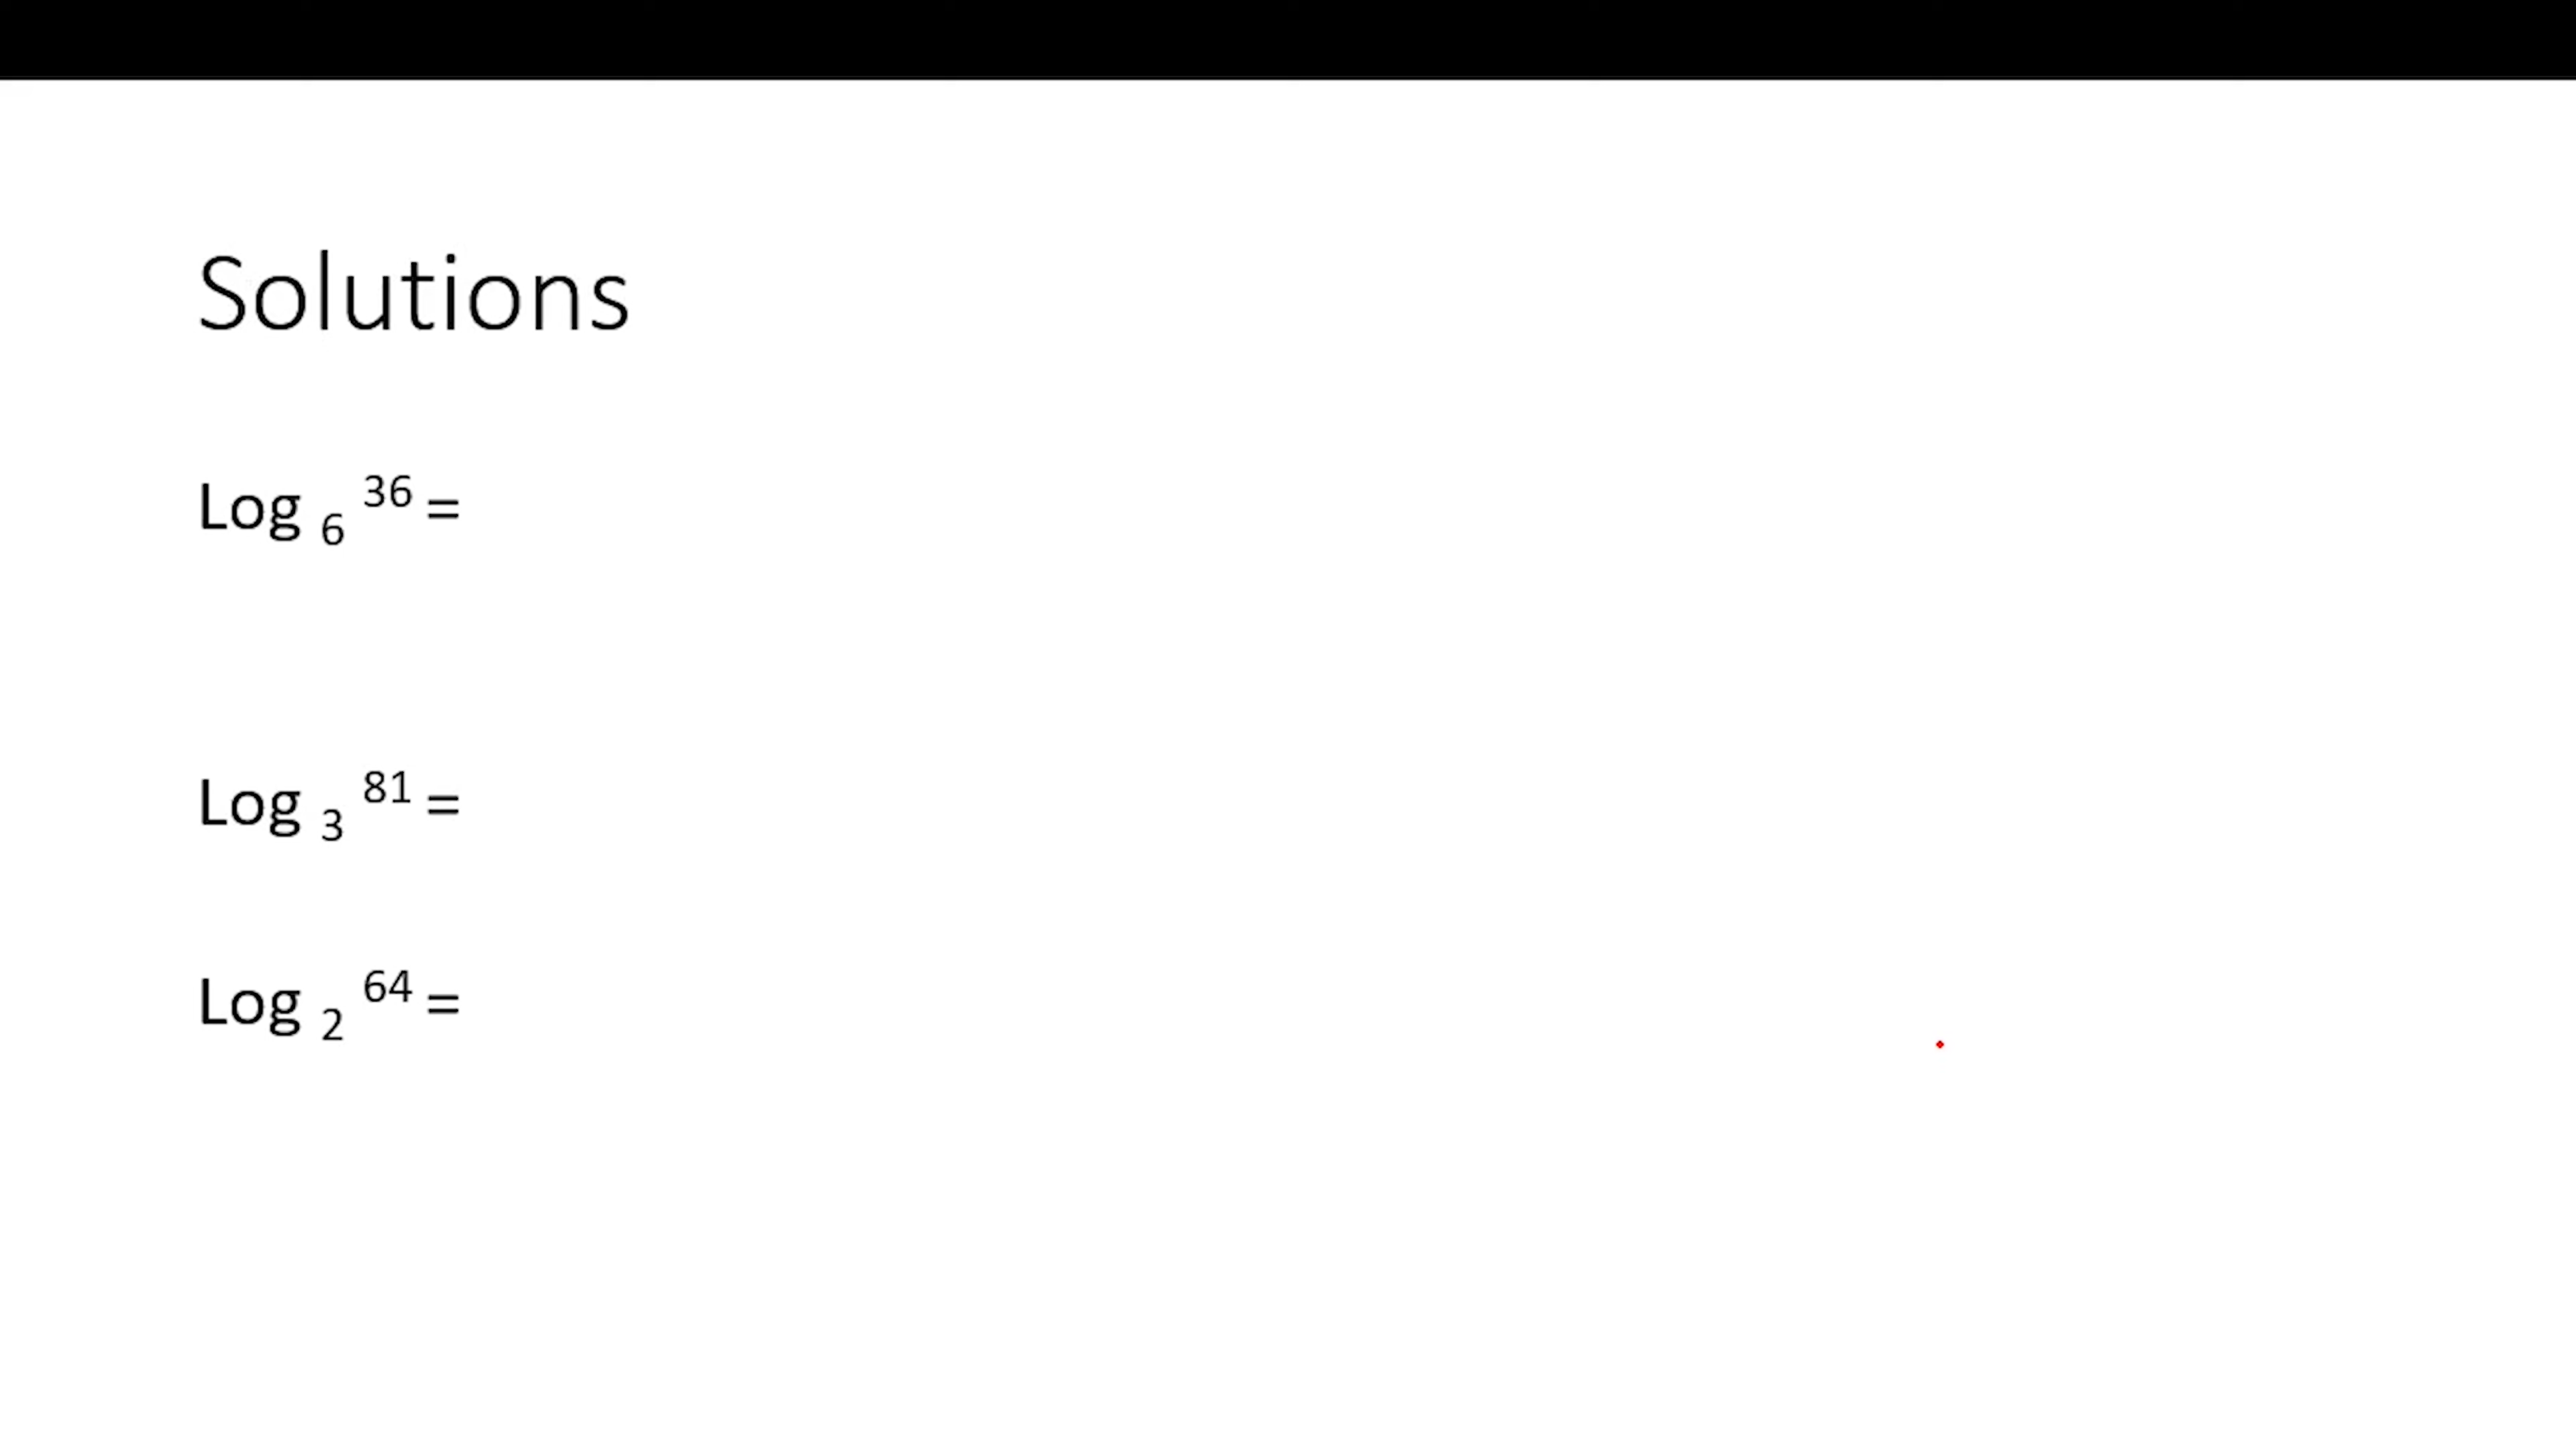 Solutions
Log ₆ ³⁶ =
Log ₃ ⁸¹ =
Log ₂ ⁶⁴ =